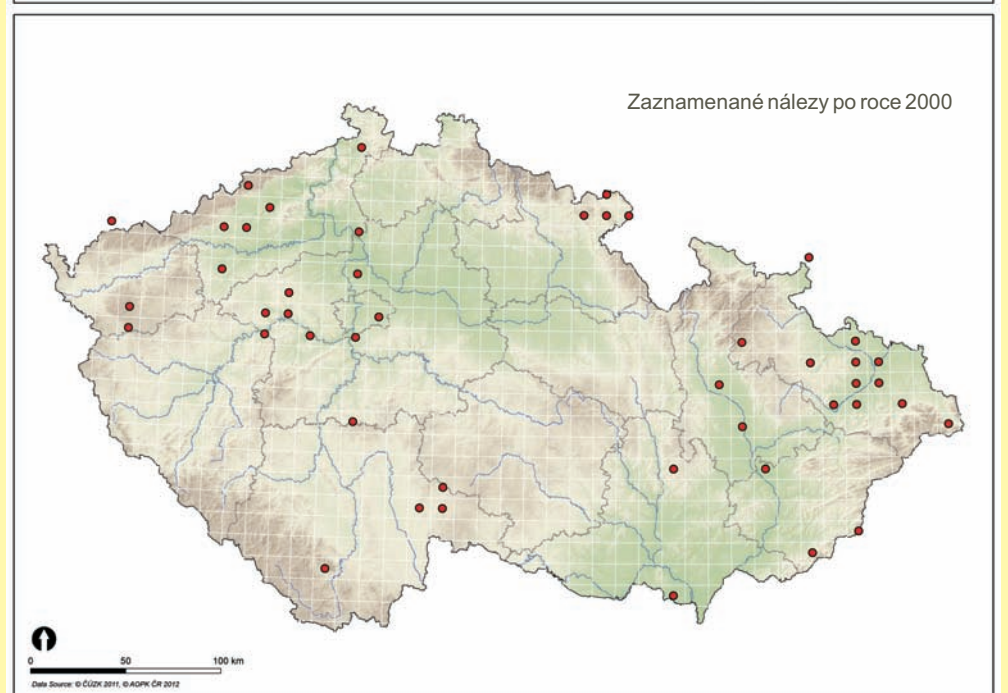 Zaznamenané nálezy po roce 2000
0 50 100 km
Data Source: © ČÚZK 2011, © AOPK ČR 2012